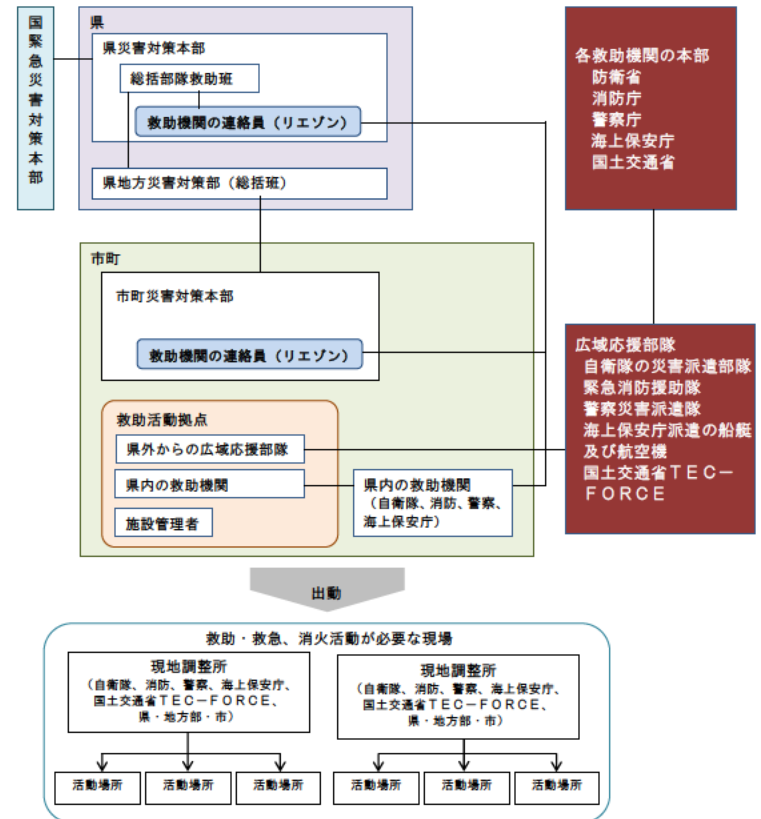 国緊急災害対策本部
県
県災害対策本部
総括部隊救助班
救助機関の連絡員（リエゾン）
県地方災害対策部（総括班）
各救助機関の本部
防衛省
消防庁
警察庁
海上保安庁
国土交通省
市町
市町災害対策本部
救助機関の連絡員（リエゾン）
救助活動拠点
県外からの広域応援部隊
県内の救助機関
施設管理者
県内の救助機関
（自衛隊、消防、警察、
海上保安庁）
広域応援部隊
自衛隊の災害派遣部隊
緊急消防援助隊
警察災害派遣隊
海上保安庁派遣の船艇
及び航空機
国土交通省ＴＥＣ－
ＦＯＲＣＥ
出動
救助・救急、消火活動が必要な現場
現地調整所
（自衛隊、消防、警察、海上保安庁、
国土交通省ＴＥＣ－ＦＯＲＣＥ、
県・地方部・市）
現地調整所
（自衛隊、消防、警察、海上保安庁、
国土交通省ＴＥＣ－ＦＯＲＣＥ、
県・地方部・市）
活動場所
活動場所
活動場所
活動場所
活動場所
活動場所